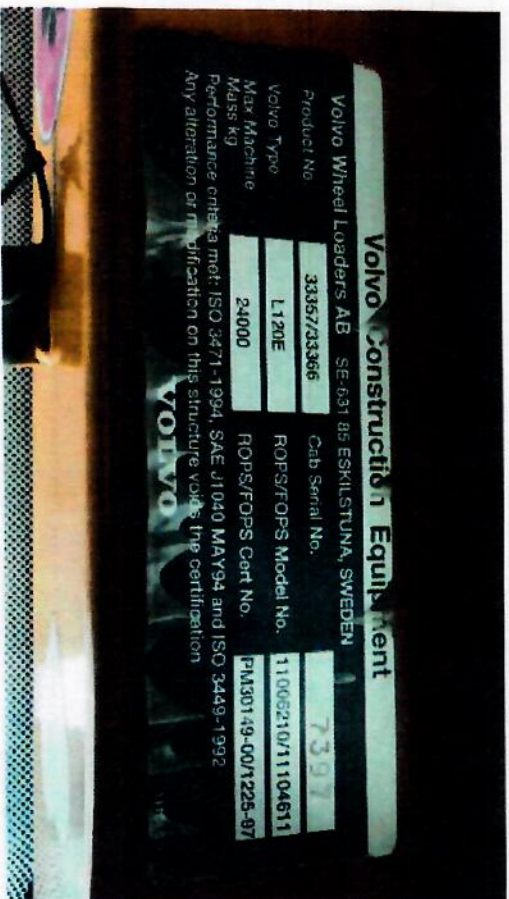 Volvo Construction Equipment
Volvo Wheel Loaders AB SE-631 85 ESKILSTUNA, SWEDEN
Product No. 33357/33366 Cab Serial No. 7397
Volvo Type L120E ROPS/FOPS Model No. 11006210/11104611
Max Machine
Mass kg 24000 ROPS/FOPS Cert No. PM30149-00/1225-97
Performance criteria met: ISO 3471-1994, SAE J1040 MAY94 and ISO 3449-1992
Any alteration or modification on this structure voids the certification
VOLVO